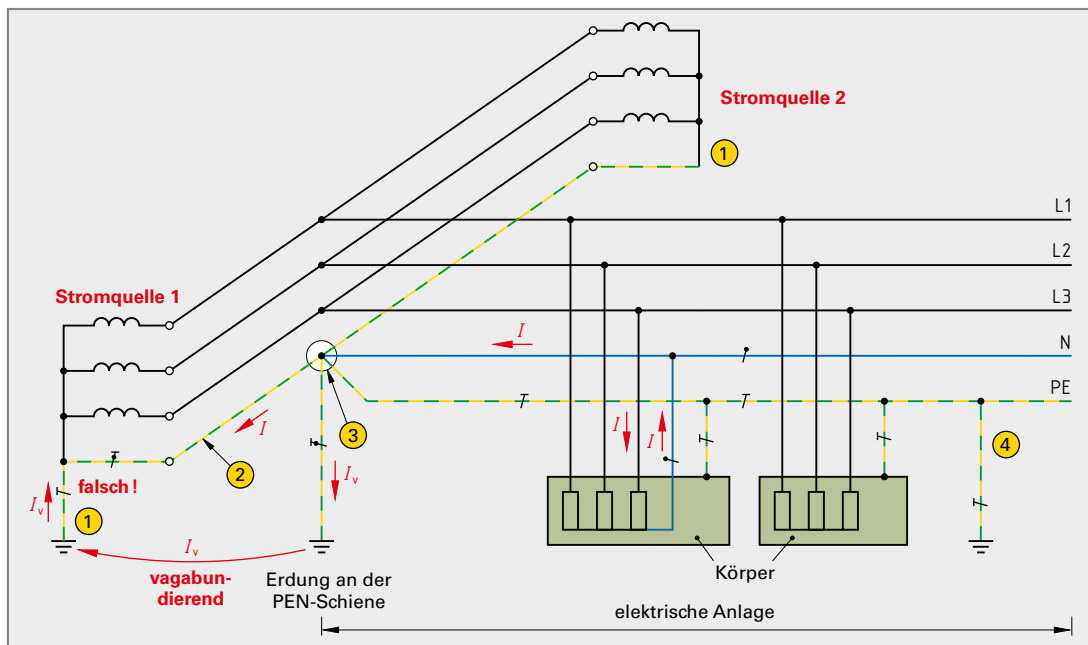 Stromquelle 2
1
L1
L2
L3
N
PE
Stromquelle 1
I
3
I
2
falsch!
Iv
1
Iv
Iv
vagabun-
dierend
Erdung an der
PEN-Schiene
I
I
4
Körper
elektrische Anlage